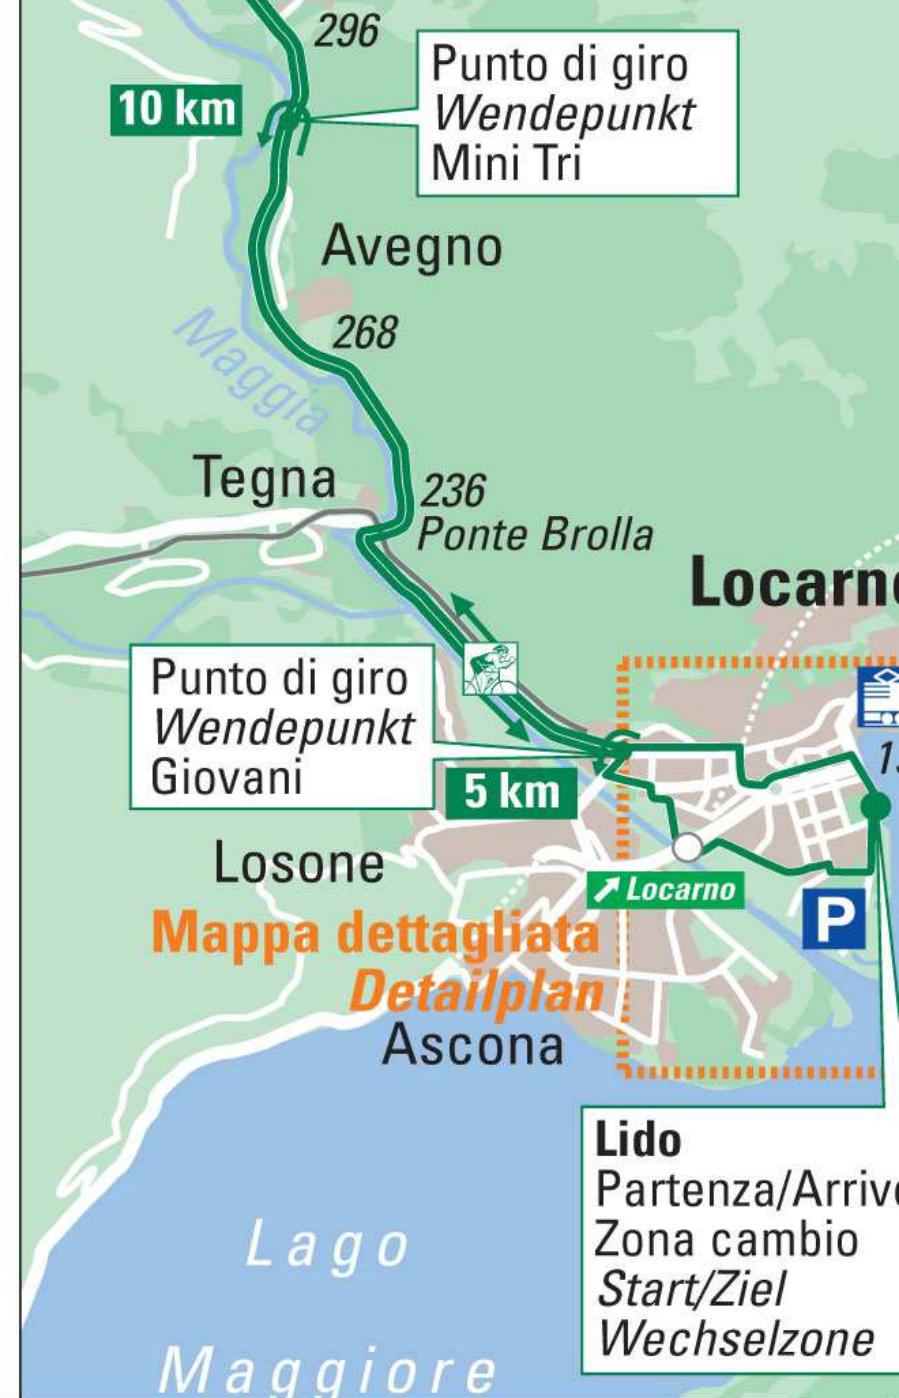 296
Punto di giro
Wendepunkt
Mini Tri
10 km
Avegno
268
Maggia
Tegna
236
Ponte Brolla
Locarno
Punto di giro
Wendepunkt
Giovani
5 km
Losone
Locarno
P
Mappa dettagliata
Detailplan
Ascona
Lido
Partenza/Arrivo
Zona cambio
Start/Ziel
Wechselzone
Lago
Maggiore